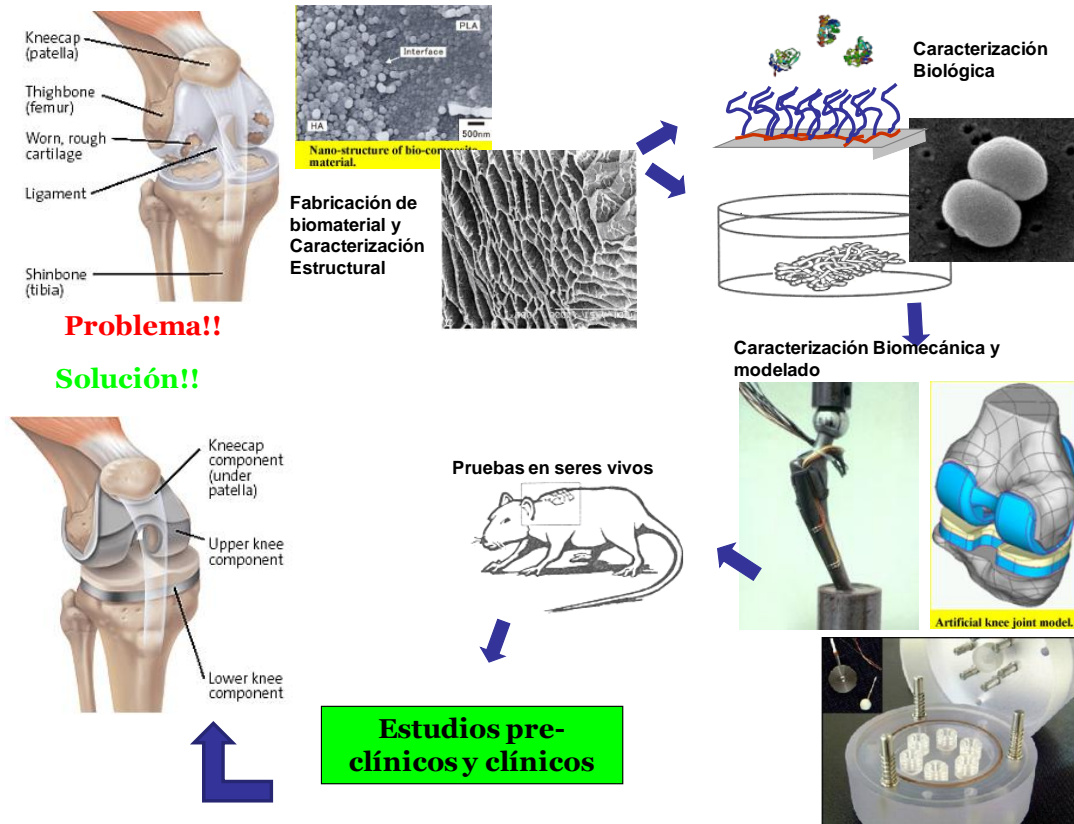 Kneecap
(patella)
Thighbone
(femur)
Worn, rough
cartilage
Ligament
Shinbone
(tibia)
Problema!!
Solución!!
PLA
Interface
HA
500nm
Nano-structure of bio-composite
material.
Fabricación de
biomaterial y
Caracterización
Estructural
Caracterización
Biológica
Caracterización Biomecánica y
modelado
Artificial knee joint model.
Pruebas en seres vivos
Estudios pre-
clínicos y clínicos
Kneecap
component
(under
patella)
Upper knee
component
Lower knee
component